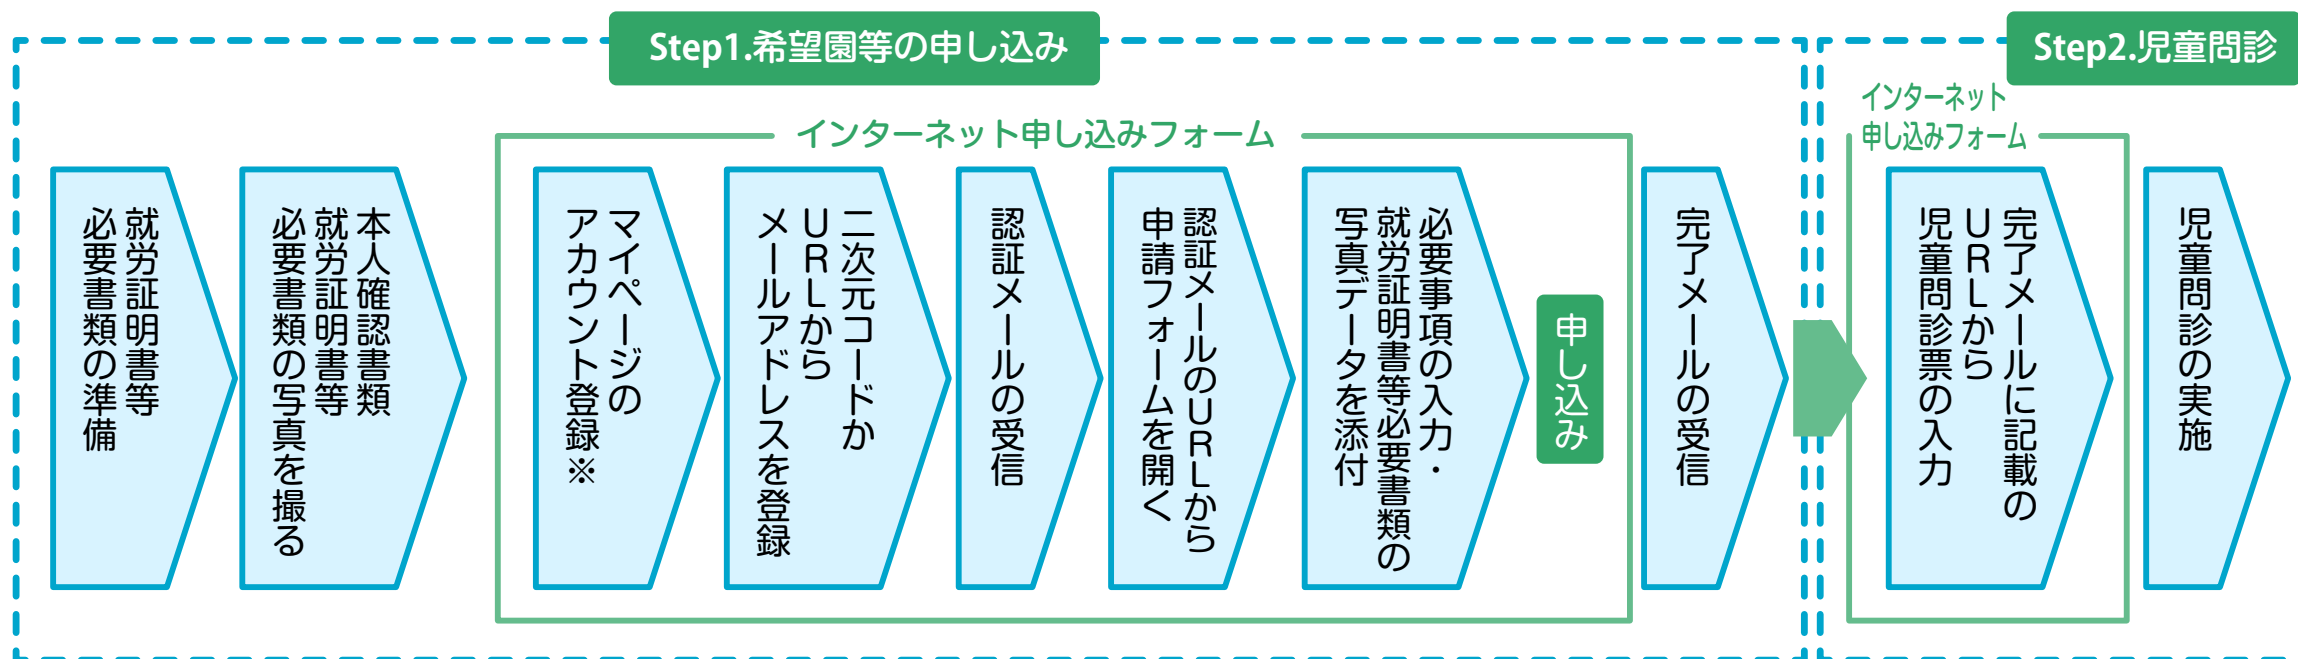 Step1.希望園等の申し込み
インターネット申し込みフォーム
就労証明書等
必要書類の準備
本人確認書類
就労証明書等
必要書類の写真を撮る
マイページの
アカウント登録※
二次元コードか
URLから
メールアドレスを登録
認証メールの受信
認証メールのURLから
申請フォームを開く
必要事項の入力・
就労証明書等必要書類の
写真データを添付
申し込み
完了メールの受信
Step2.児童問診
インターネット
申し込みフォーム
完了メールに記載の
URLから
児童問診票の入力
児童問診の実施